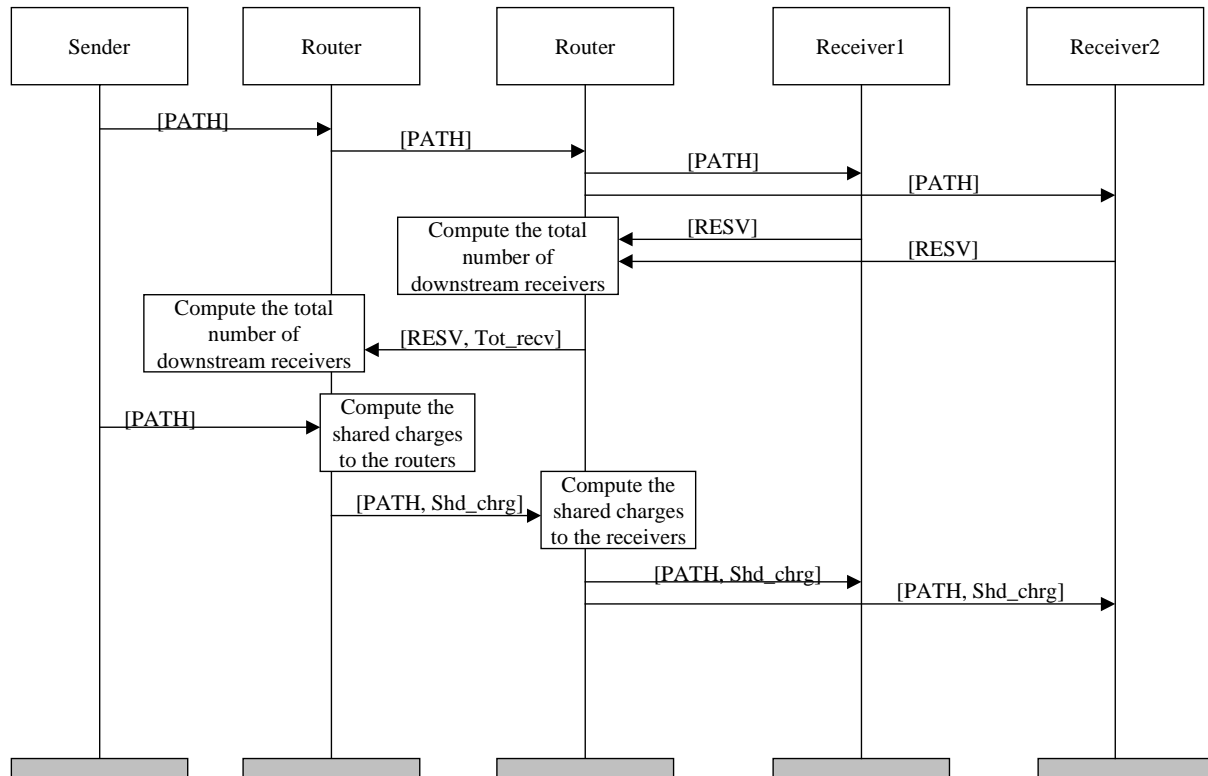 Sender
Router
Router
Receiver1
Receiver2
[PATH]
[PATH]
[PATH]
[PATH]
[RESV]
Compute the total
number of
downstream receivers
[RESV]
Compute the total
number of
downstream receivers
[RESV, Tot_recv]
[PATH]
Compute the
shared charges
to the routers
[PATH, Shd_chrg]
Compute the
shared charges
to the receivers
[PATH, Shd_chrg]
[PATH, Shd_chrg]